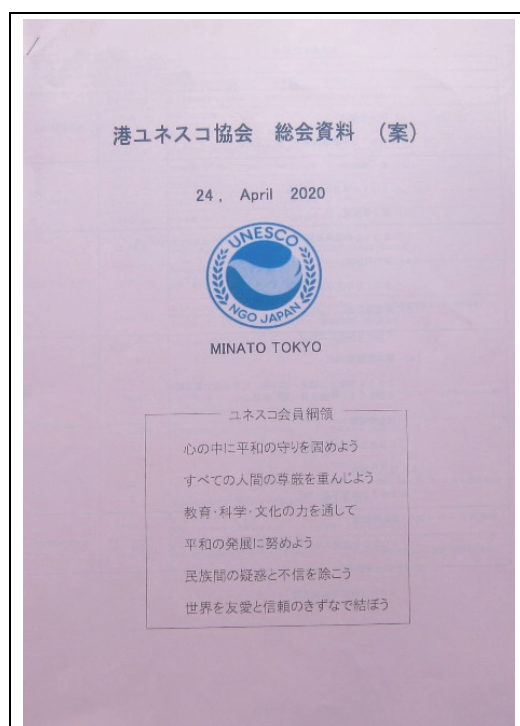 港ユネスコ協会 総会資料 (案)
24, April 2020
UNESCO
NGO JAPAN
MINATO TOKYO
ユネスコ会員綱領
心の中に平和の守りを固めよう
すべての人間の尊厳を重んじよう
教育・科学・文化の力を通して
平和の発展に努めよう
民族間の疑惑と不信を除こう
世界を友愛と信頼のきずなで結ぼう